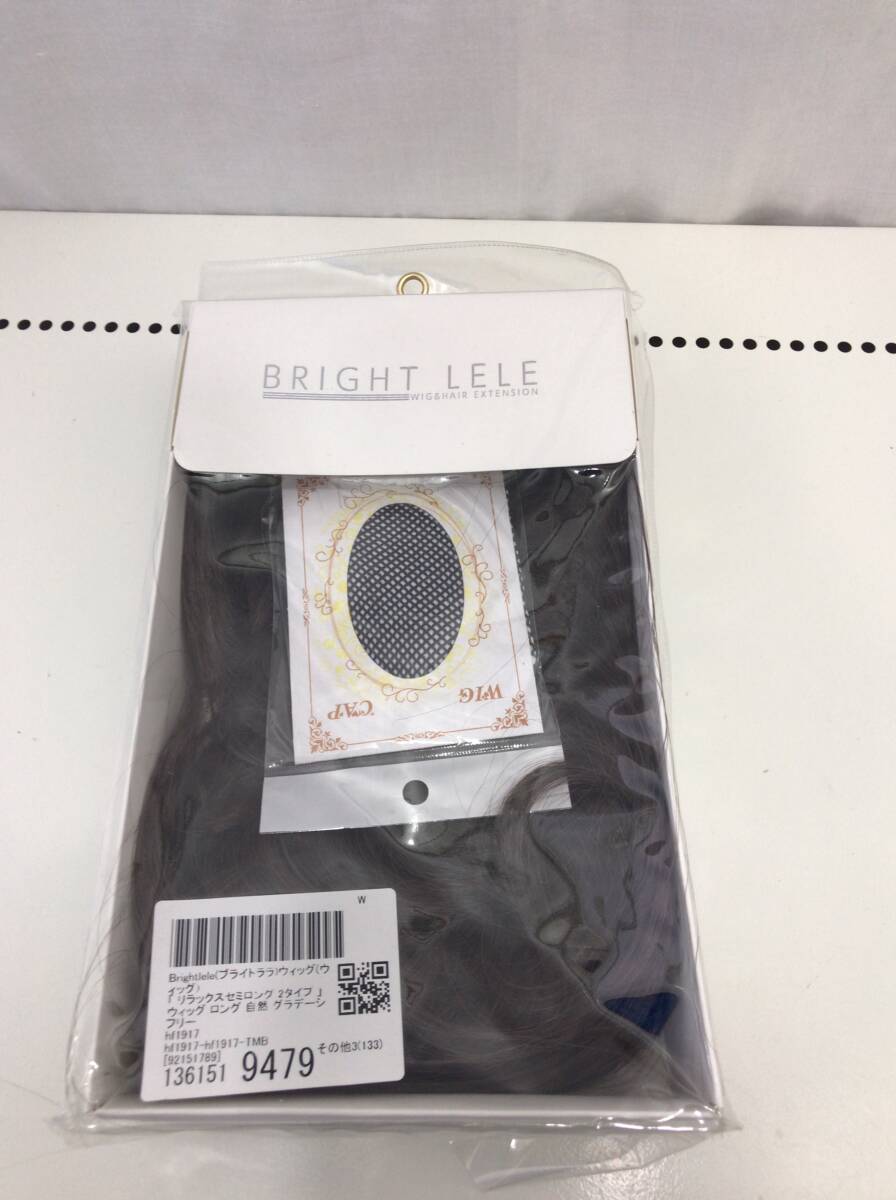 BRIGHT LELE
WIG&HAIR EXTENSION
WIG
CAP
W
Brightlele(ブライトララ)ウィッグ(ウ
ィッグ)
「 リラックスセミロング 2タイプ 」
ウィッグ ロング 自然 グラデーシ
フリー
hf1917
hf1917-hf1917-TMB
[92151789]
その他3(133)
136151 9479